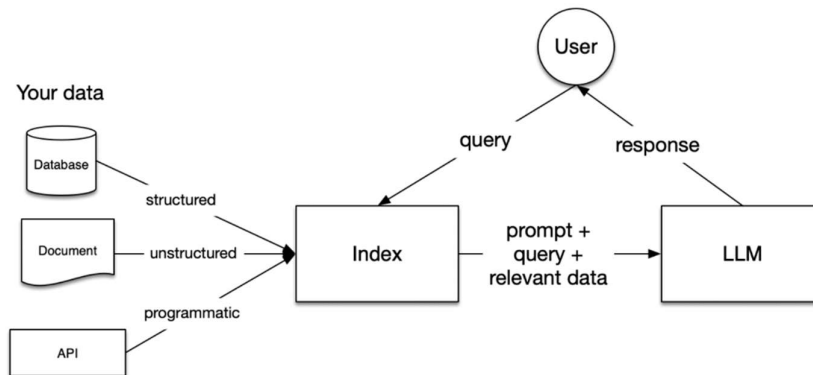 User
Your data
Database
query
response
structured
Document
unstructured
Index
prompt +
query +
relevant data
LLM
programmatic
API